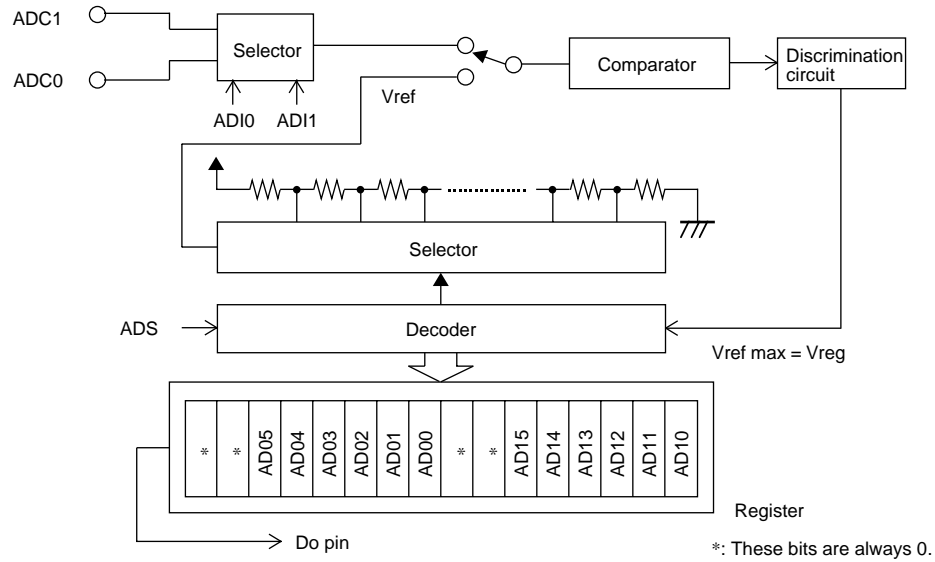 ADC1
ADC0
Selector
ADI0 ADI1
Vref
Comparator
Discrimination
circuit
Selector
ADS
Decoder
Vref max = Vreg
* * AD05 AD04 AD03 AD02 AD01 AD00 * * AD15 AD14 AD13 AD12 AD11 AD10
Register
Do pin
*: These bits are always 0.